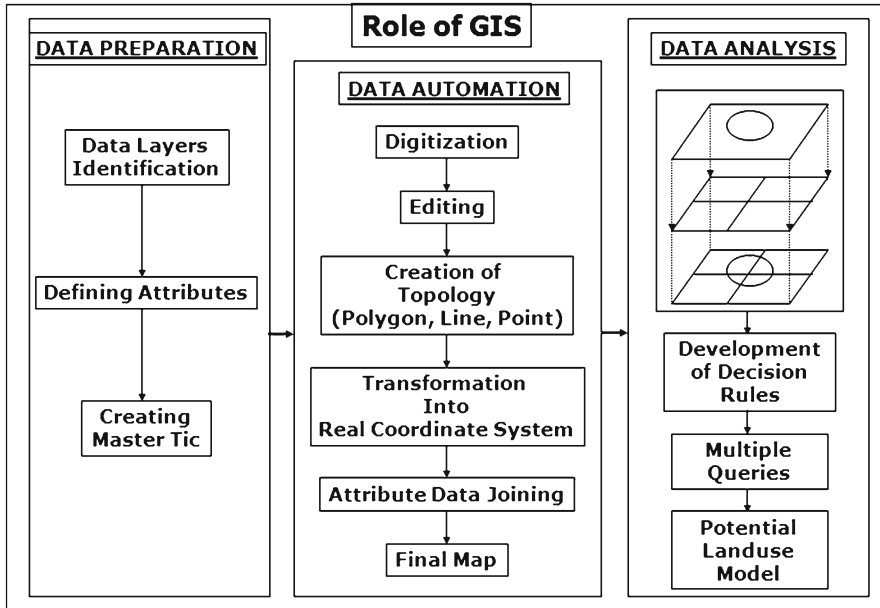 Role of GIS
DATA PREPARATION
Data Layers
Identification
Defining Attributes
Creating
Master Tic
DATA AUTOMATION
Digitization
Editing
Creation of
Topology
(Polygon, Line, Point)
Transformation
Into
Real Coordinate System
Attribute Data Joining
Final Map
DATA ANALYSIS
Development
of Decision
Rules
Multiple
Queries
Potential
Landuse
Model